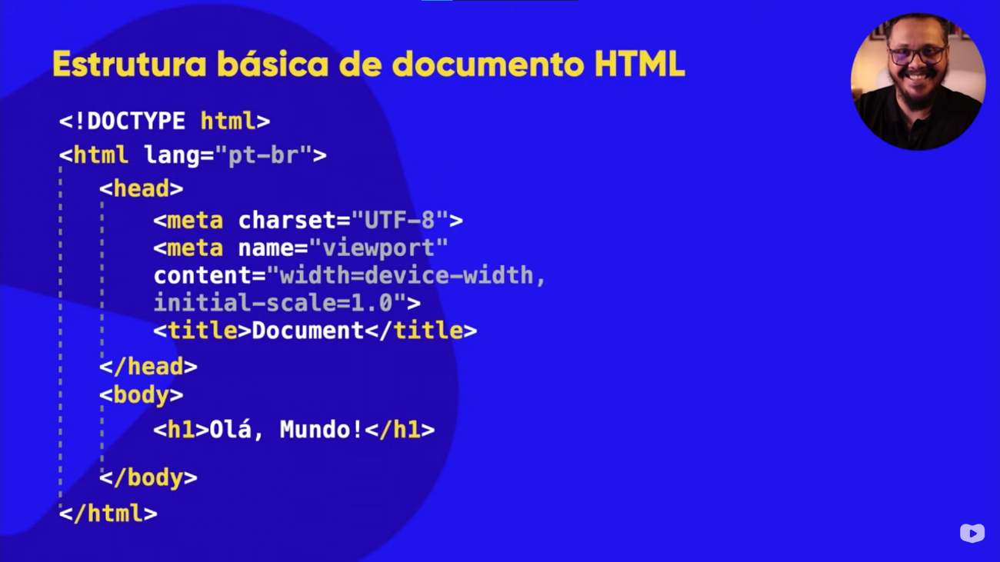 Estrutura básica de documento HTML
<!DOCTYPE html>
<html lang="pt-br">
<head>
<meta charset="UTF-8">
<meta name="viewport"
content="width=device-width,
initial-scale=1.0">
<title>Document</title>
</head>
<body>
<h1>Olá, Mundo!</h1>
</body>
</html>